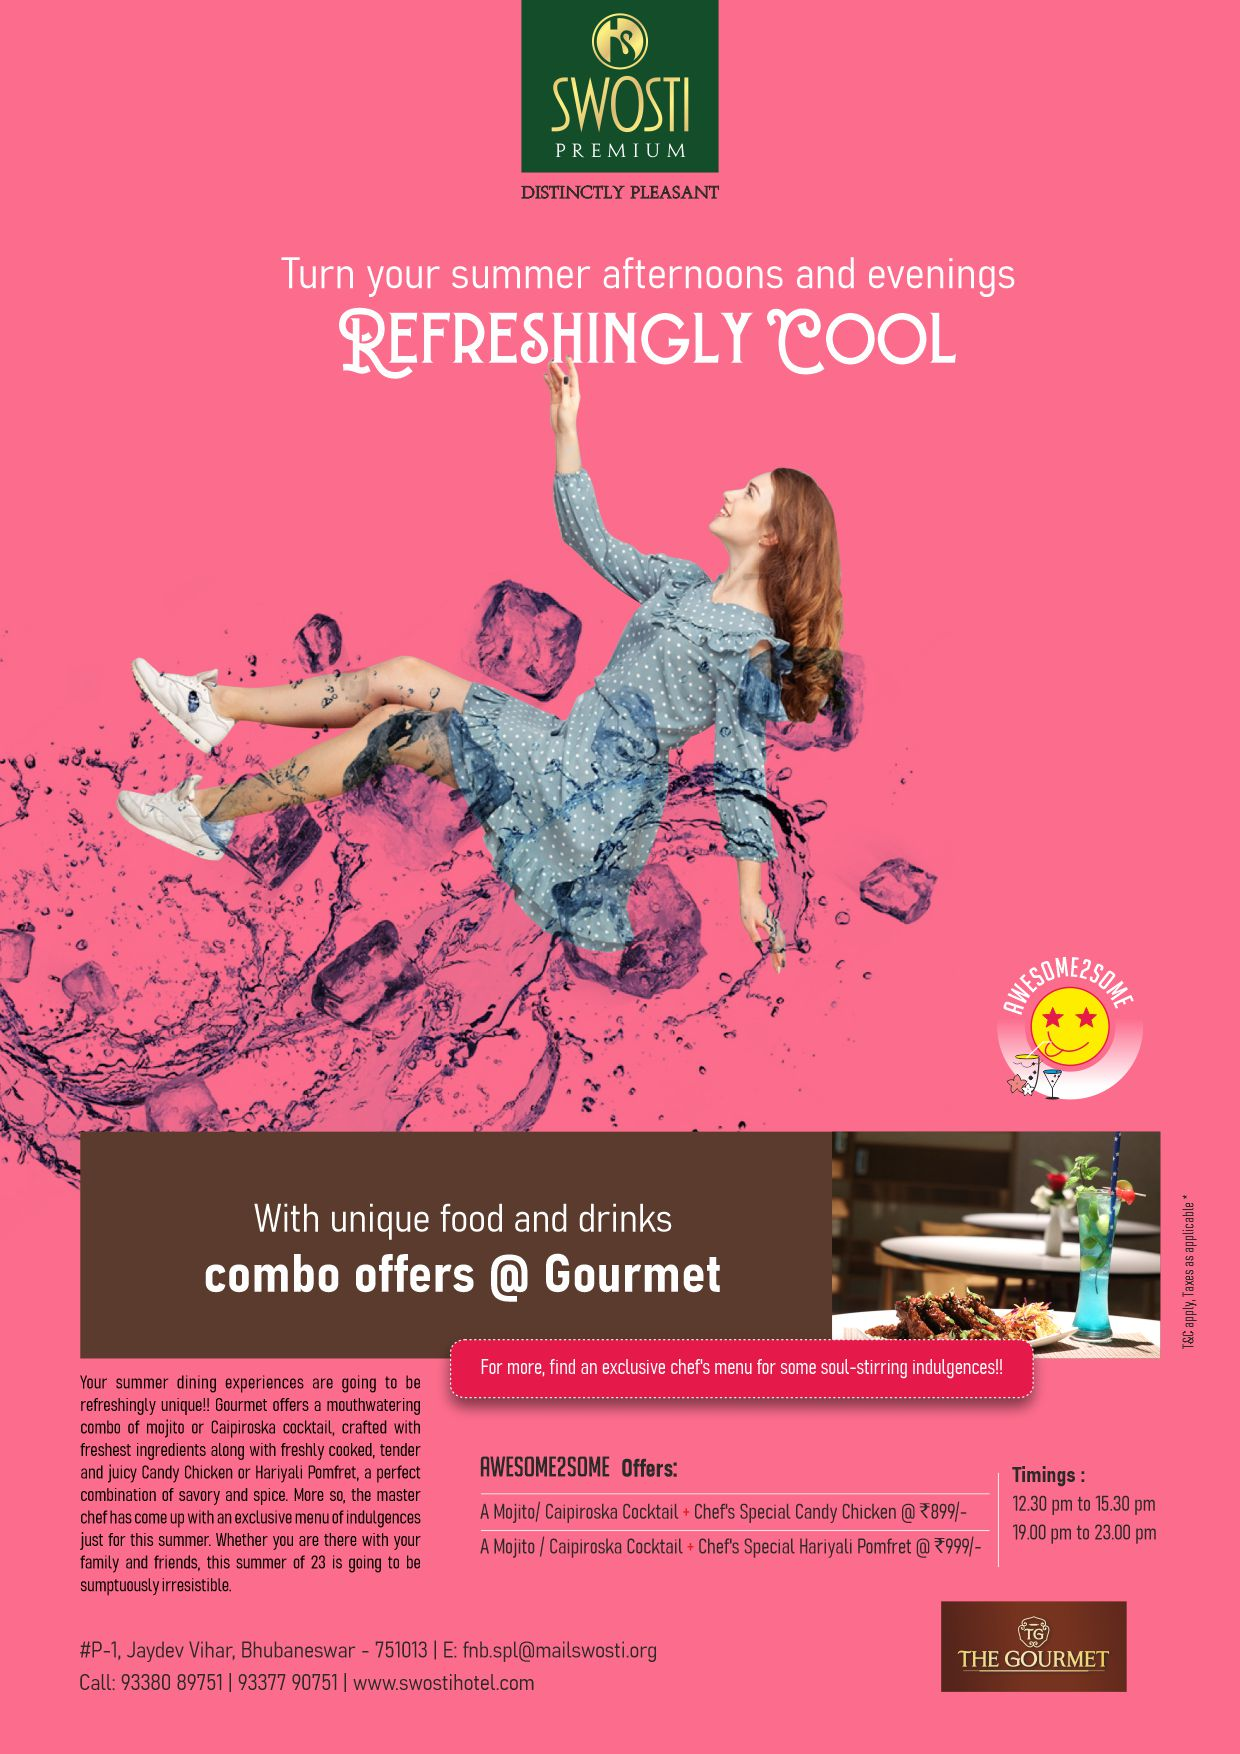 SWOSTI
PREMIUM
DISTINCTLY PLEASANT
Turn your summer afternoons and evenings
REFRESHINGLY COOL
AWESOME2SOME
With unique food and drinks
combo offers @ Gourmet
T&C apply, Taxes as applicable *
For more, find an exclusive chef's menu for some soul-stirring indulgences!!
Your summer dining experiences are going to be
refreshingly unique!! Gourmet offers a mouthwatering
combo of mojito or Caipiroska cocktail, crafted with
freshest ingredients along with freshly cooked, tender
and juicy Candy Chicken or Hariyali Pomfret, a perfect
combination of savory and spice. More so, the master
chef has come up with an exclusive menu of indulgences
just for this summer. Whether you are there with your
family and friends, this summer of 23 is going to be
sumptuously irresistible.
AWESOME2SOME Offers:
A Mojito/ Caipiroska Cocktail + Chef's Special Candy Chicken @ ₹899/-
A Mojito / Caipiroska Cocktail + Chef's Special Hariyali Pomfret @ ₹999/-
Timings :
12.30 pm to 15.30 pm
19.00 pm to 23.00 pm
#P-1, Jaydev Vihar, Bhubaneswar - 751013 | E: fnb.spl@mailswosti.org
Call: 93380 89751 | 93377 90751 | www.swostihotel.com
TG
THE GOURMET